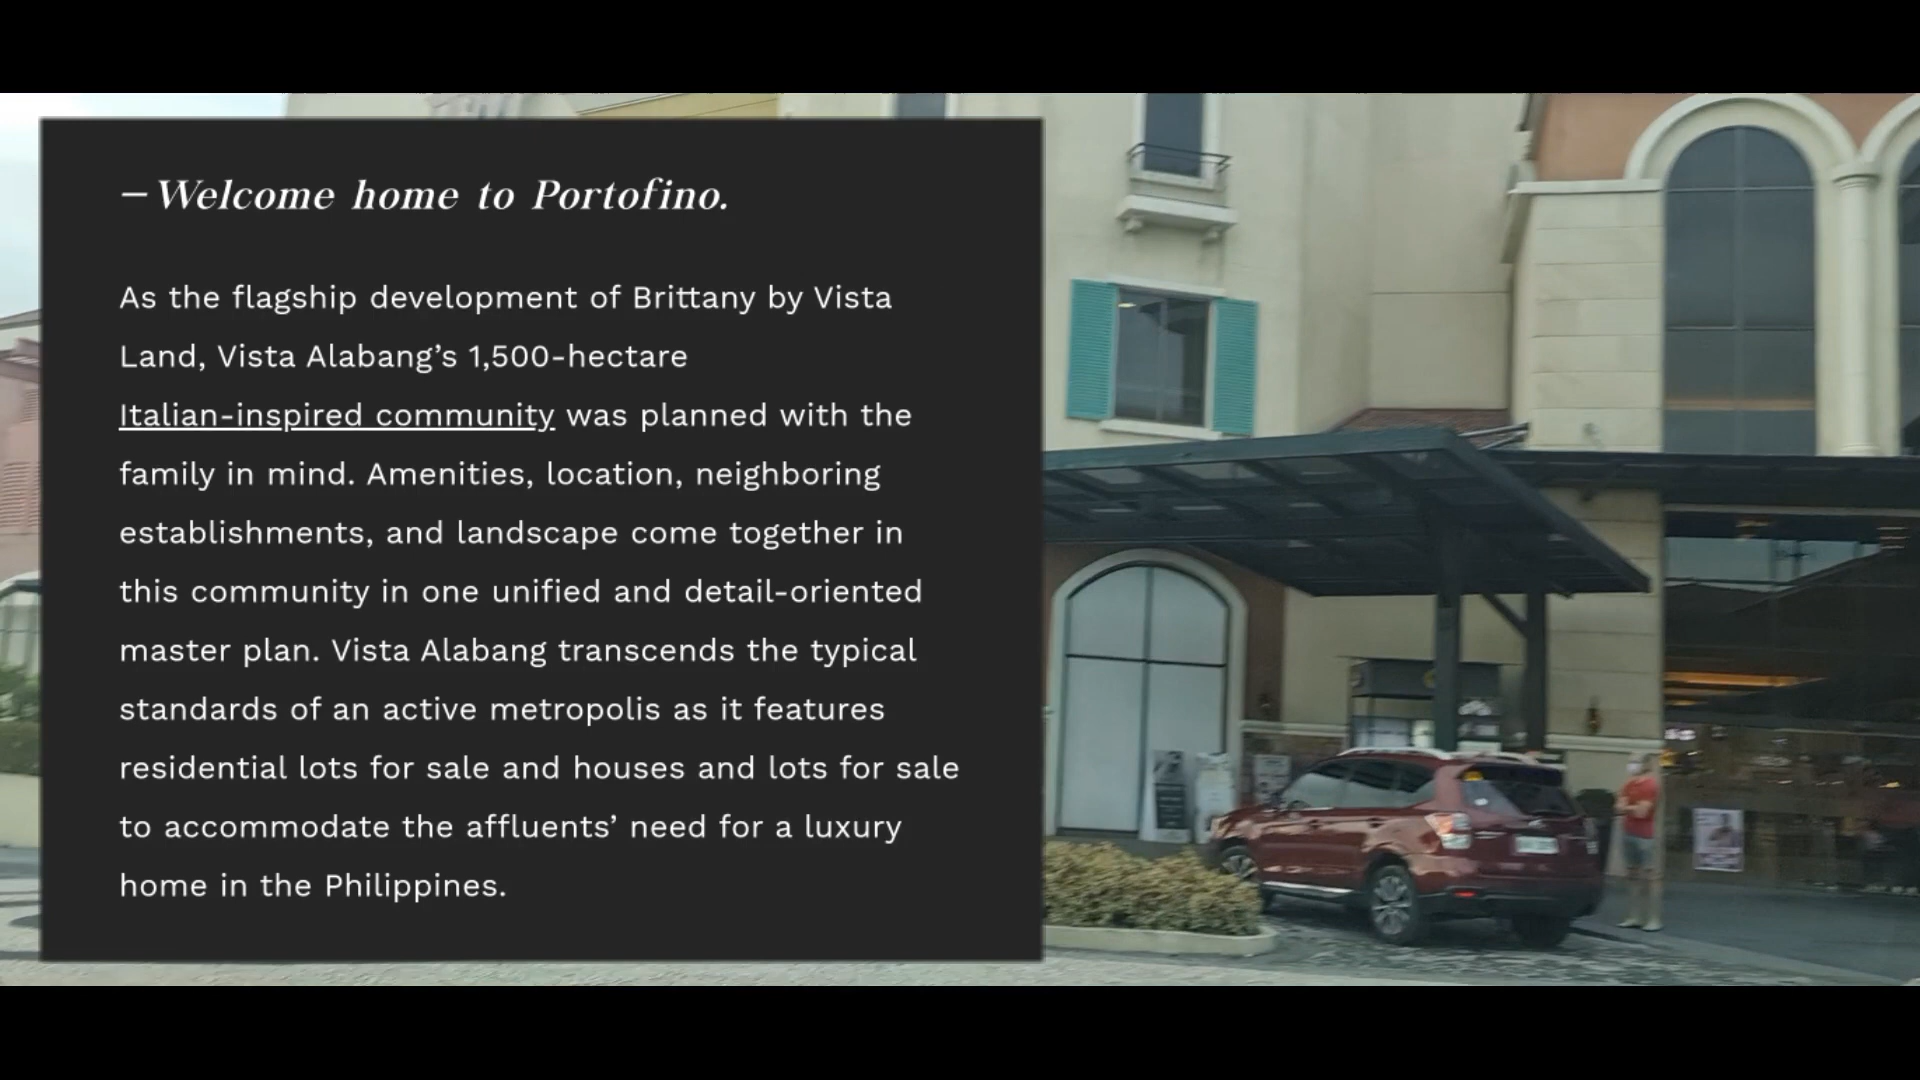 – Welcome home to Portofino.
As the flagship development of Brittany by Vista
Land, Vista Alabang’s 1,500-hectare
Italian-inspired community was planned with the
family in mind. Amenities, location, neighboring
establishments, and landscape come together in
this community in one unified and detail-oriented
master plan. Vista Alabang transcends the typical
standards of an active metropolis as it features
residential lots for sale and houses and lots for sale
to accommodate the affluents’ need for a luxury
home in the Philippines.